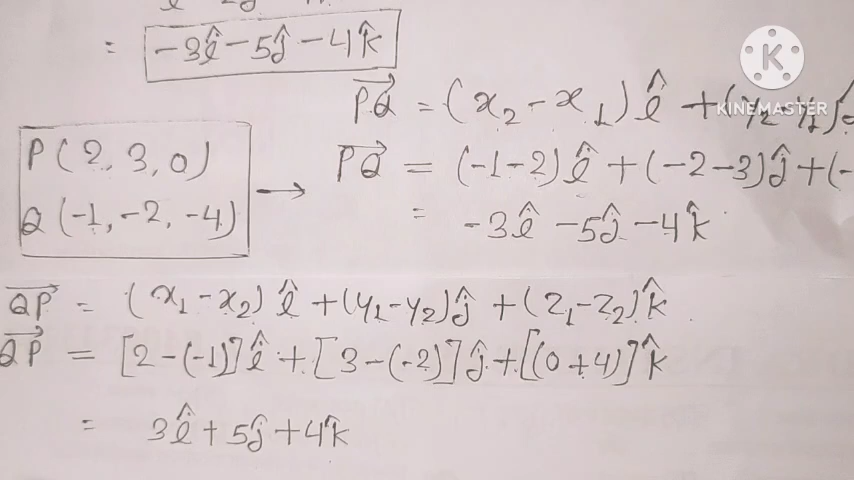 = -3î - 5ĵ - 4k̂
K
KINEMASTER
PQ⃗ = (x₂ - x₁) î + (y₂ - y₁)ĵ
P(2, 3, 0)
Q(-1, -2, -4)
→ PQ⃗ = (-1-2)î + (-2-3)ĵ + (-
= -3î - 5ĵ - 4k̂
QP⃗ = (x₁ - x₂) î + (y₁ - y₂)ĵ + (z₁ - z₂)k̂
QP⃗ = [2-(-1)]î + [3-(-2)]ĵ + [(0+4)]k̂
= 3î + 5ĵ + 4k̂